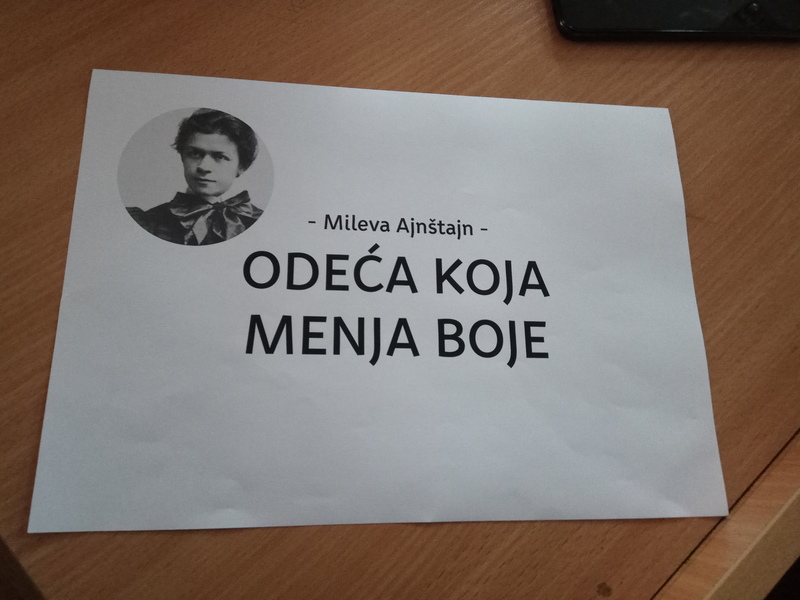 - Mileva Ajnštajn -
ODEĆA KOJA
MENJA BOJE